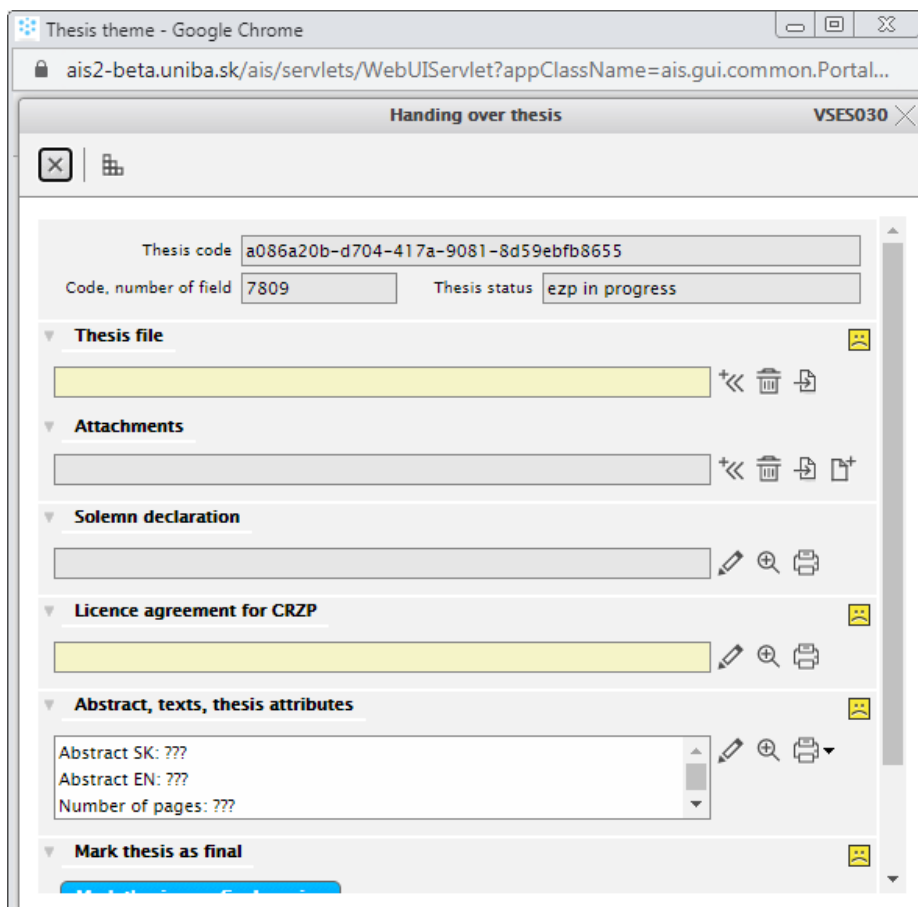 Thesis theme - Google Chrome
ais2-beta.uniba.sk/ais/servlets/WebUIServlet?appClassName=ais.gui.common.Portal...
Handing over thesis VSES030
Thesis code a086a20b-d704-417a-9081-8d59ebfb8655
Code, number of field 7809 Thesis status ezp in progress
Thesis file
Attachments
Solemn declaration
Licence agreement for CRZP
Abstract, texts, thesis attributes
Abstract SK: ???
Abstract EN: ???
Number of pages: ???
Mark thesis as final